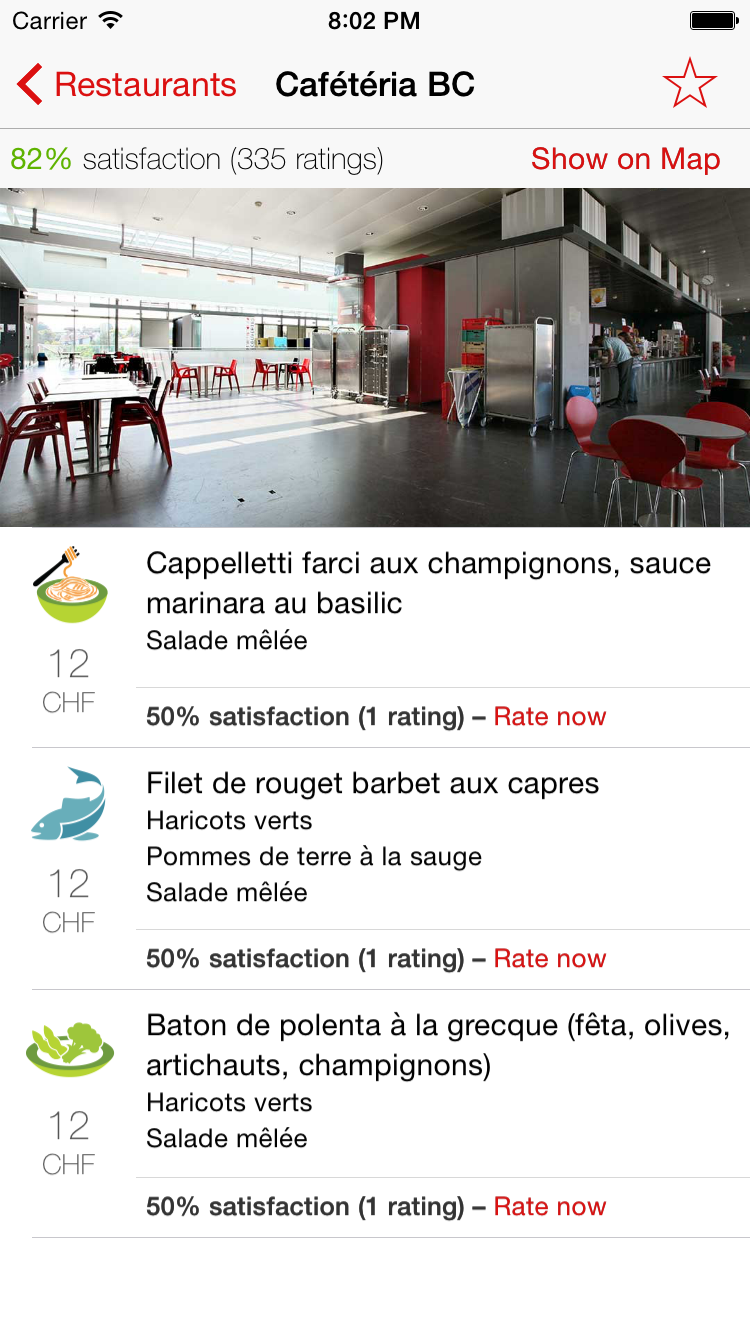 Carrier 8:02 PM
Restaurants Cafétéria BC
82% satisfaction (335 ratings) Show on Map
Cappelletti farci aux champignons, sauce
marinara au basilic
Salade mêlée
12
CHF
50% satisfaction (1 rating) – Rate now
Filet de rouget barbet aux capres
Haricots verts
Pommes de terre à la sauge
Salade mêlée
12
CHF
50% satisfaction (1 rating) – Rate now
Baton de polenta à la grecque (fêta, olives,
artichauts, champignons)
Haricots verts
Salade mêlée
12
CHF
50% satisfaction (1 rating) – Rate now